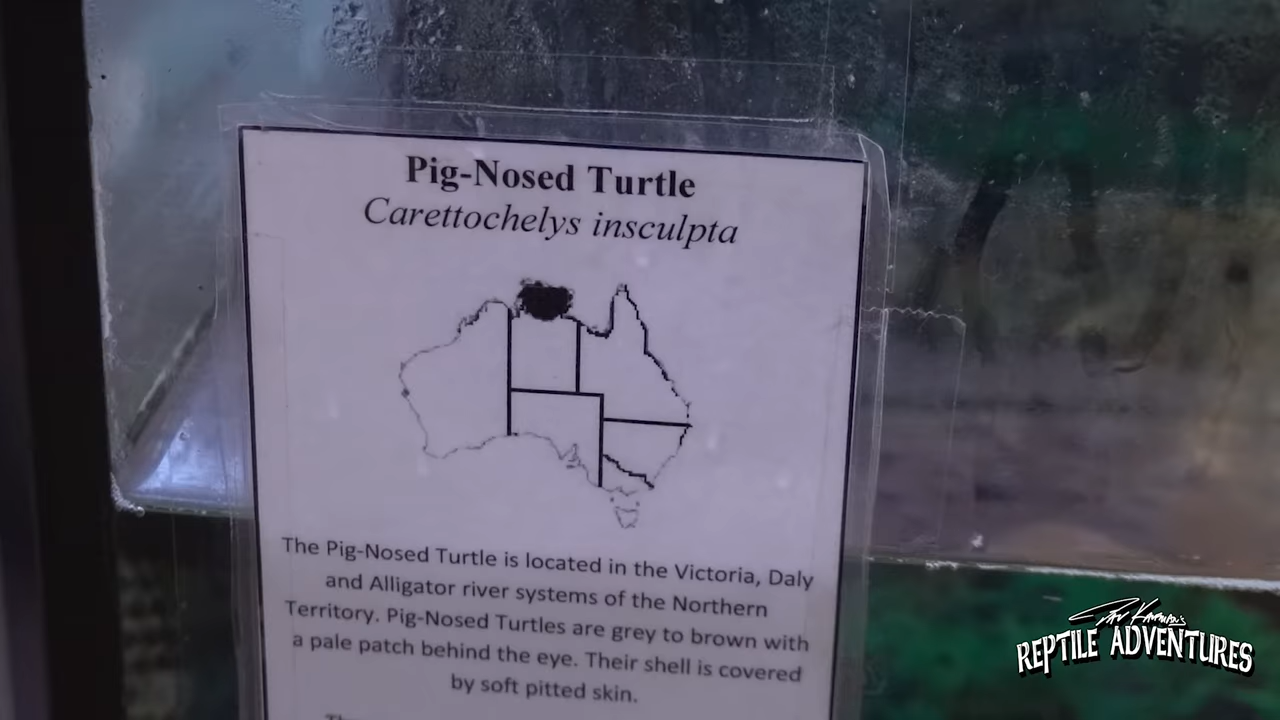 Pig-Nosed Turtle
Carettochelys insculpta
The Pig-Nosed Turtle is located in the Victoria, Daly
and Alligator river systems of the Northern
Territory. Pig-Nosed Turtles are grey to brown with
a pale patch behind the eye. Their shell is covered
by soft pitted skin.
REPTILE ADVENTURES